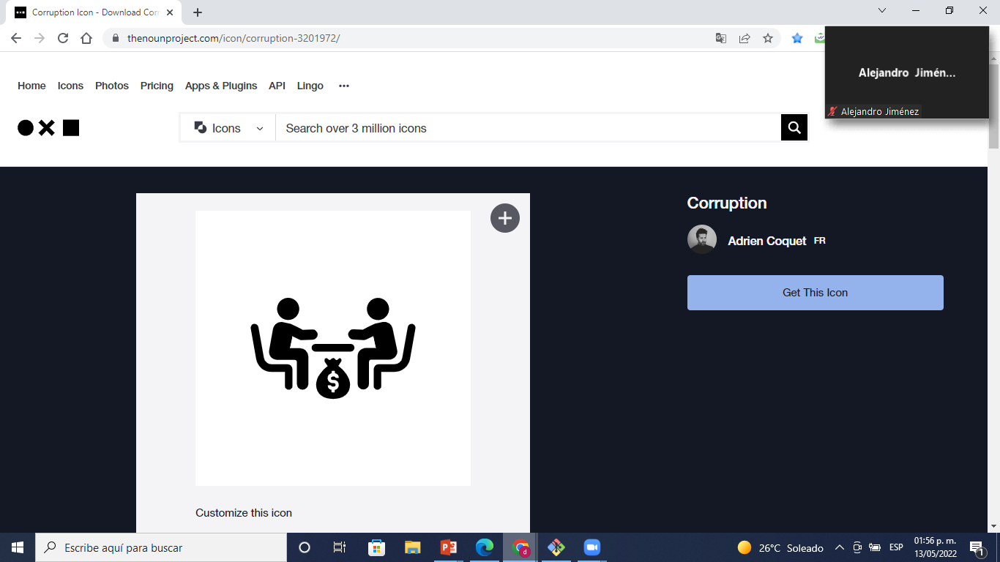 Corruption Icon - Download Corr
thenounproject.com/icon/corruption-3201972/
Alejandro Jimén...
Alejandro Jiménez
Home Icons Photos Pricing Apps & Plugins API Lingo ...
Icons Search over 3 million icons
Corruption
Adrien Coquet FR
Get This Icon
$
Customize this icon
Escribe aquí para buscar
26°C Soleado
ESP
01:56 p. m.
13/05/2022
1